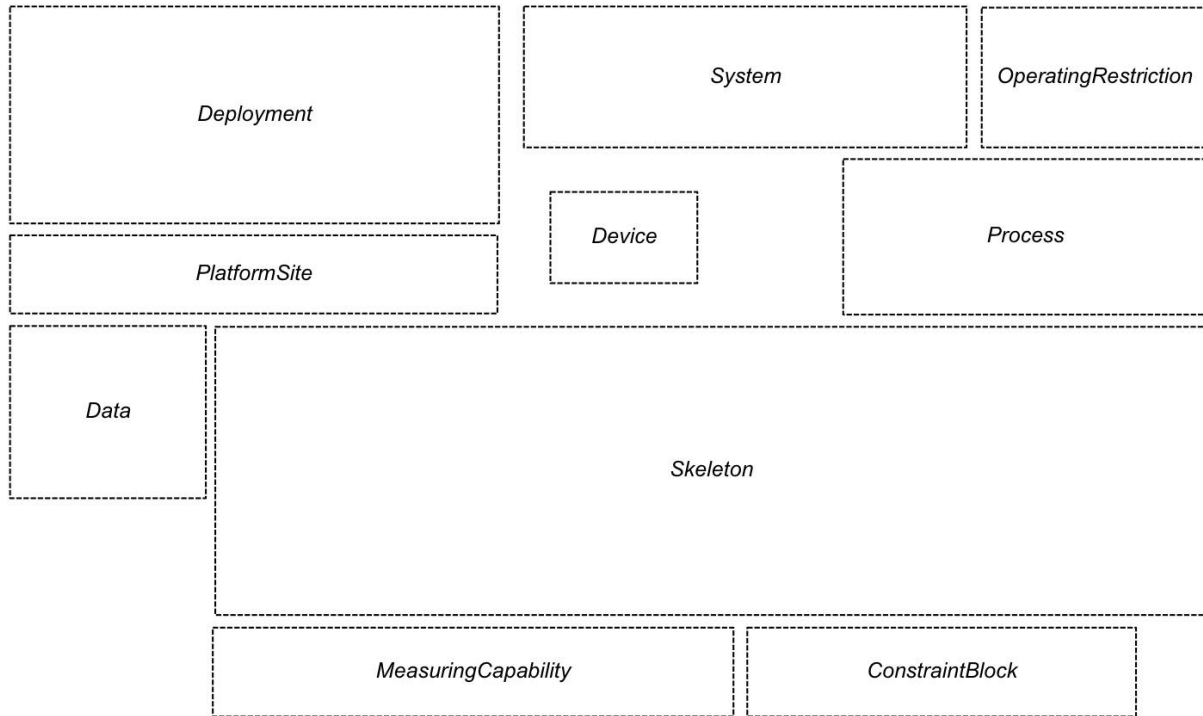 Deployment
System
OperatingRestriction
Device
Process
PlatformSite
Data
Skeleton
MeasuringCapability
ConstraintBlock